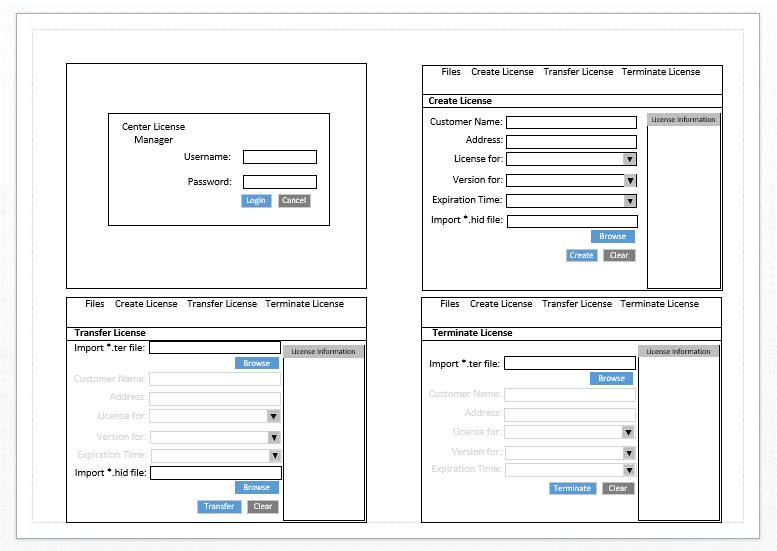 Center License
Manager
Username:
Password:
Login Cancel
Files Create License Transfer License Terminate License
Create License
Customer Name:
License Information
Address:
License for:
Version for:
Expiration Time:
Import *.hid file:
Browse
Create Clear
Files Create License Transfer License Terminate License
Transfer License
Import *.ter file:
License Information
Browse
Customer Name:
Address:
License for:
Version for:
Expiration Time:
Import *.hid file:
Browse
Transfer Clear
Files Create License Transfer License Terminate License
Terminate License
License Information
Import *.ter file:
Browse
Customer Name:
Address:
License for:
Version for:
Expiration Time:
Terminate Clear